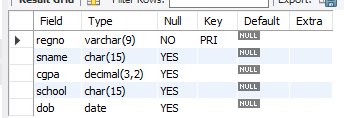 Result Grid Filter Rows: Export:
Field Type Null Key Default Extra
regno varchar(9) NO PRI NULL
sname char(15) YES NULL
cgpa decimal(3,2) YES NULL
school char(15) YES NULL
dob date YES NULL